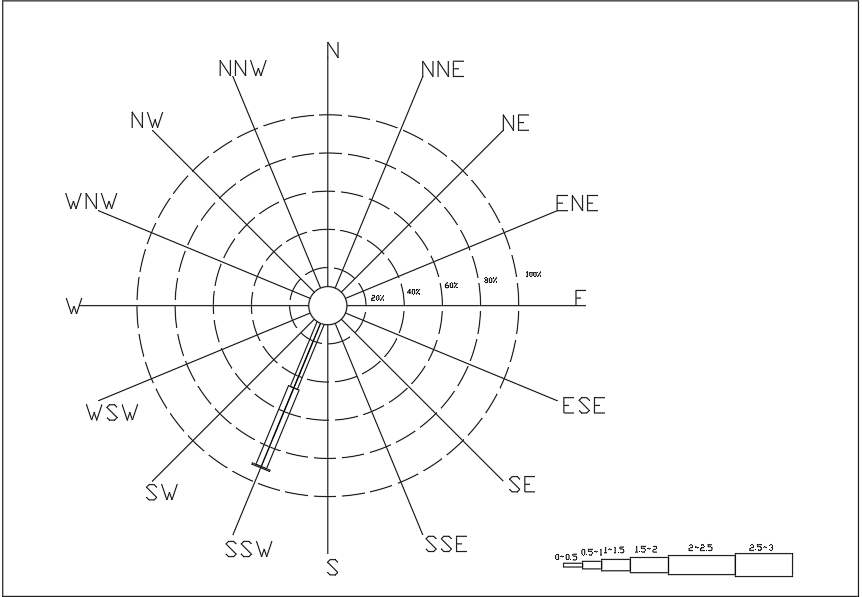 N
NNW
NNE
NW
NE
WNW
ENE
20% 40% 60% 80% 100%
W
E
WSW
ESE
SW
SE
SSW
SSE
S
0~0.5 0.5~1 1~1.5 1.5~2 2~2.5 2.5~3